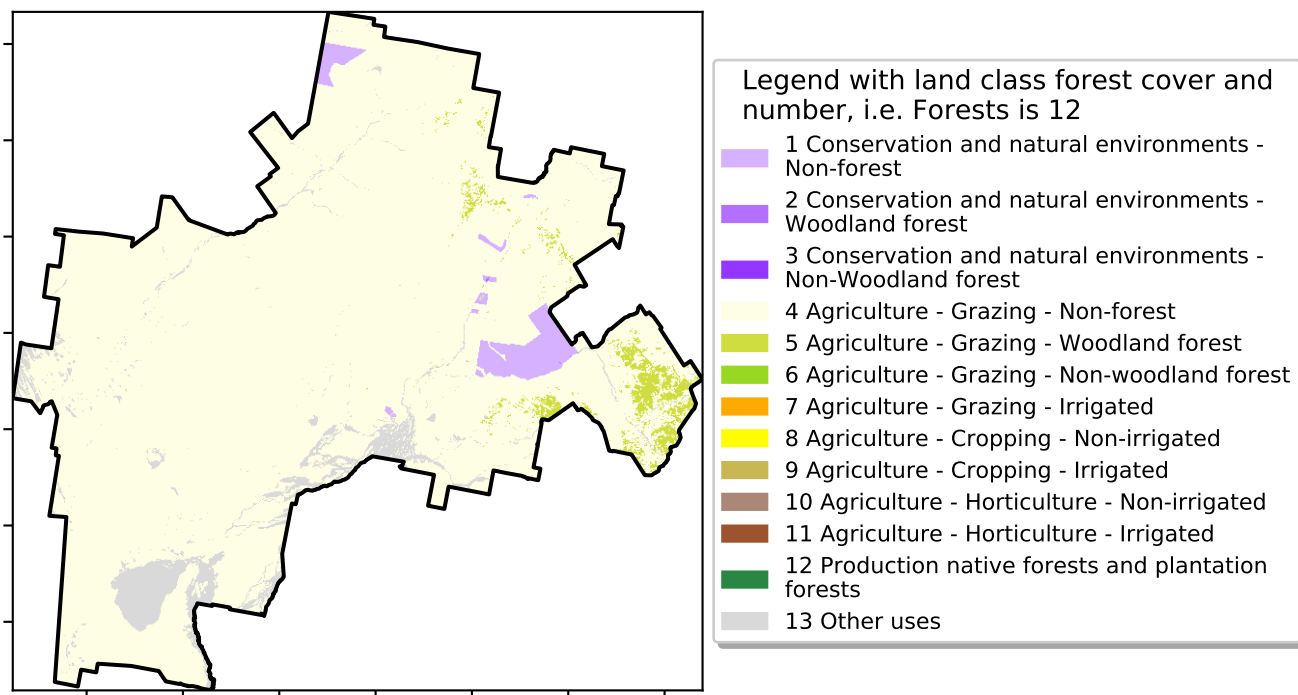 Legend with land class forest cover and
number, i.e. Forests is 12
1 Conservation and natural environments -
Non-forest
2 Conservation and natural environments -
Woodland forest
3 Conservation and natural environments -
Non-Woodland forest
4 Agriculture - Grazing - Non-forest
5 Agriculture - Grazing - Woodland forest
6 Agriculture - Grazing - Non-woodland forest
7 Agriculture - Grazing - Irrigated
8 Agriculture - Cropping - Non-irrigated
9 Agriculture - Cropping - Irrigated
10 Agriculture - Horticulture - Non-irrigated
11 Agriculture - Horticulture - Irrigated
12 Production native forests and plantation
forests
13 Other uses